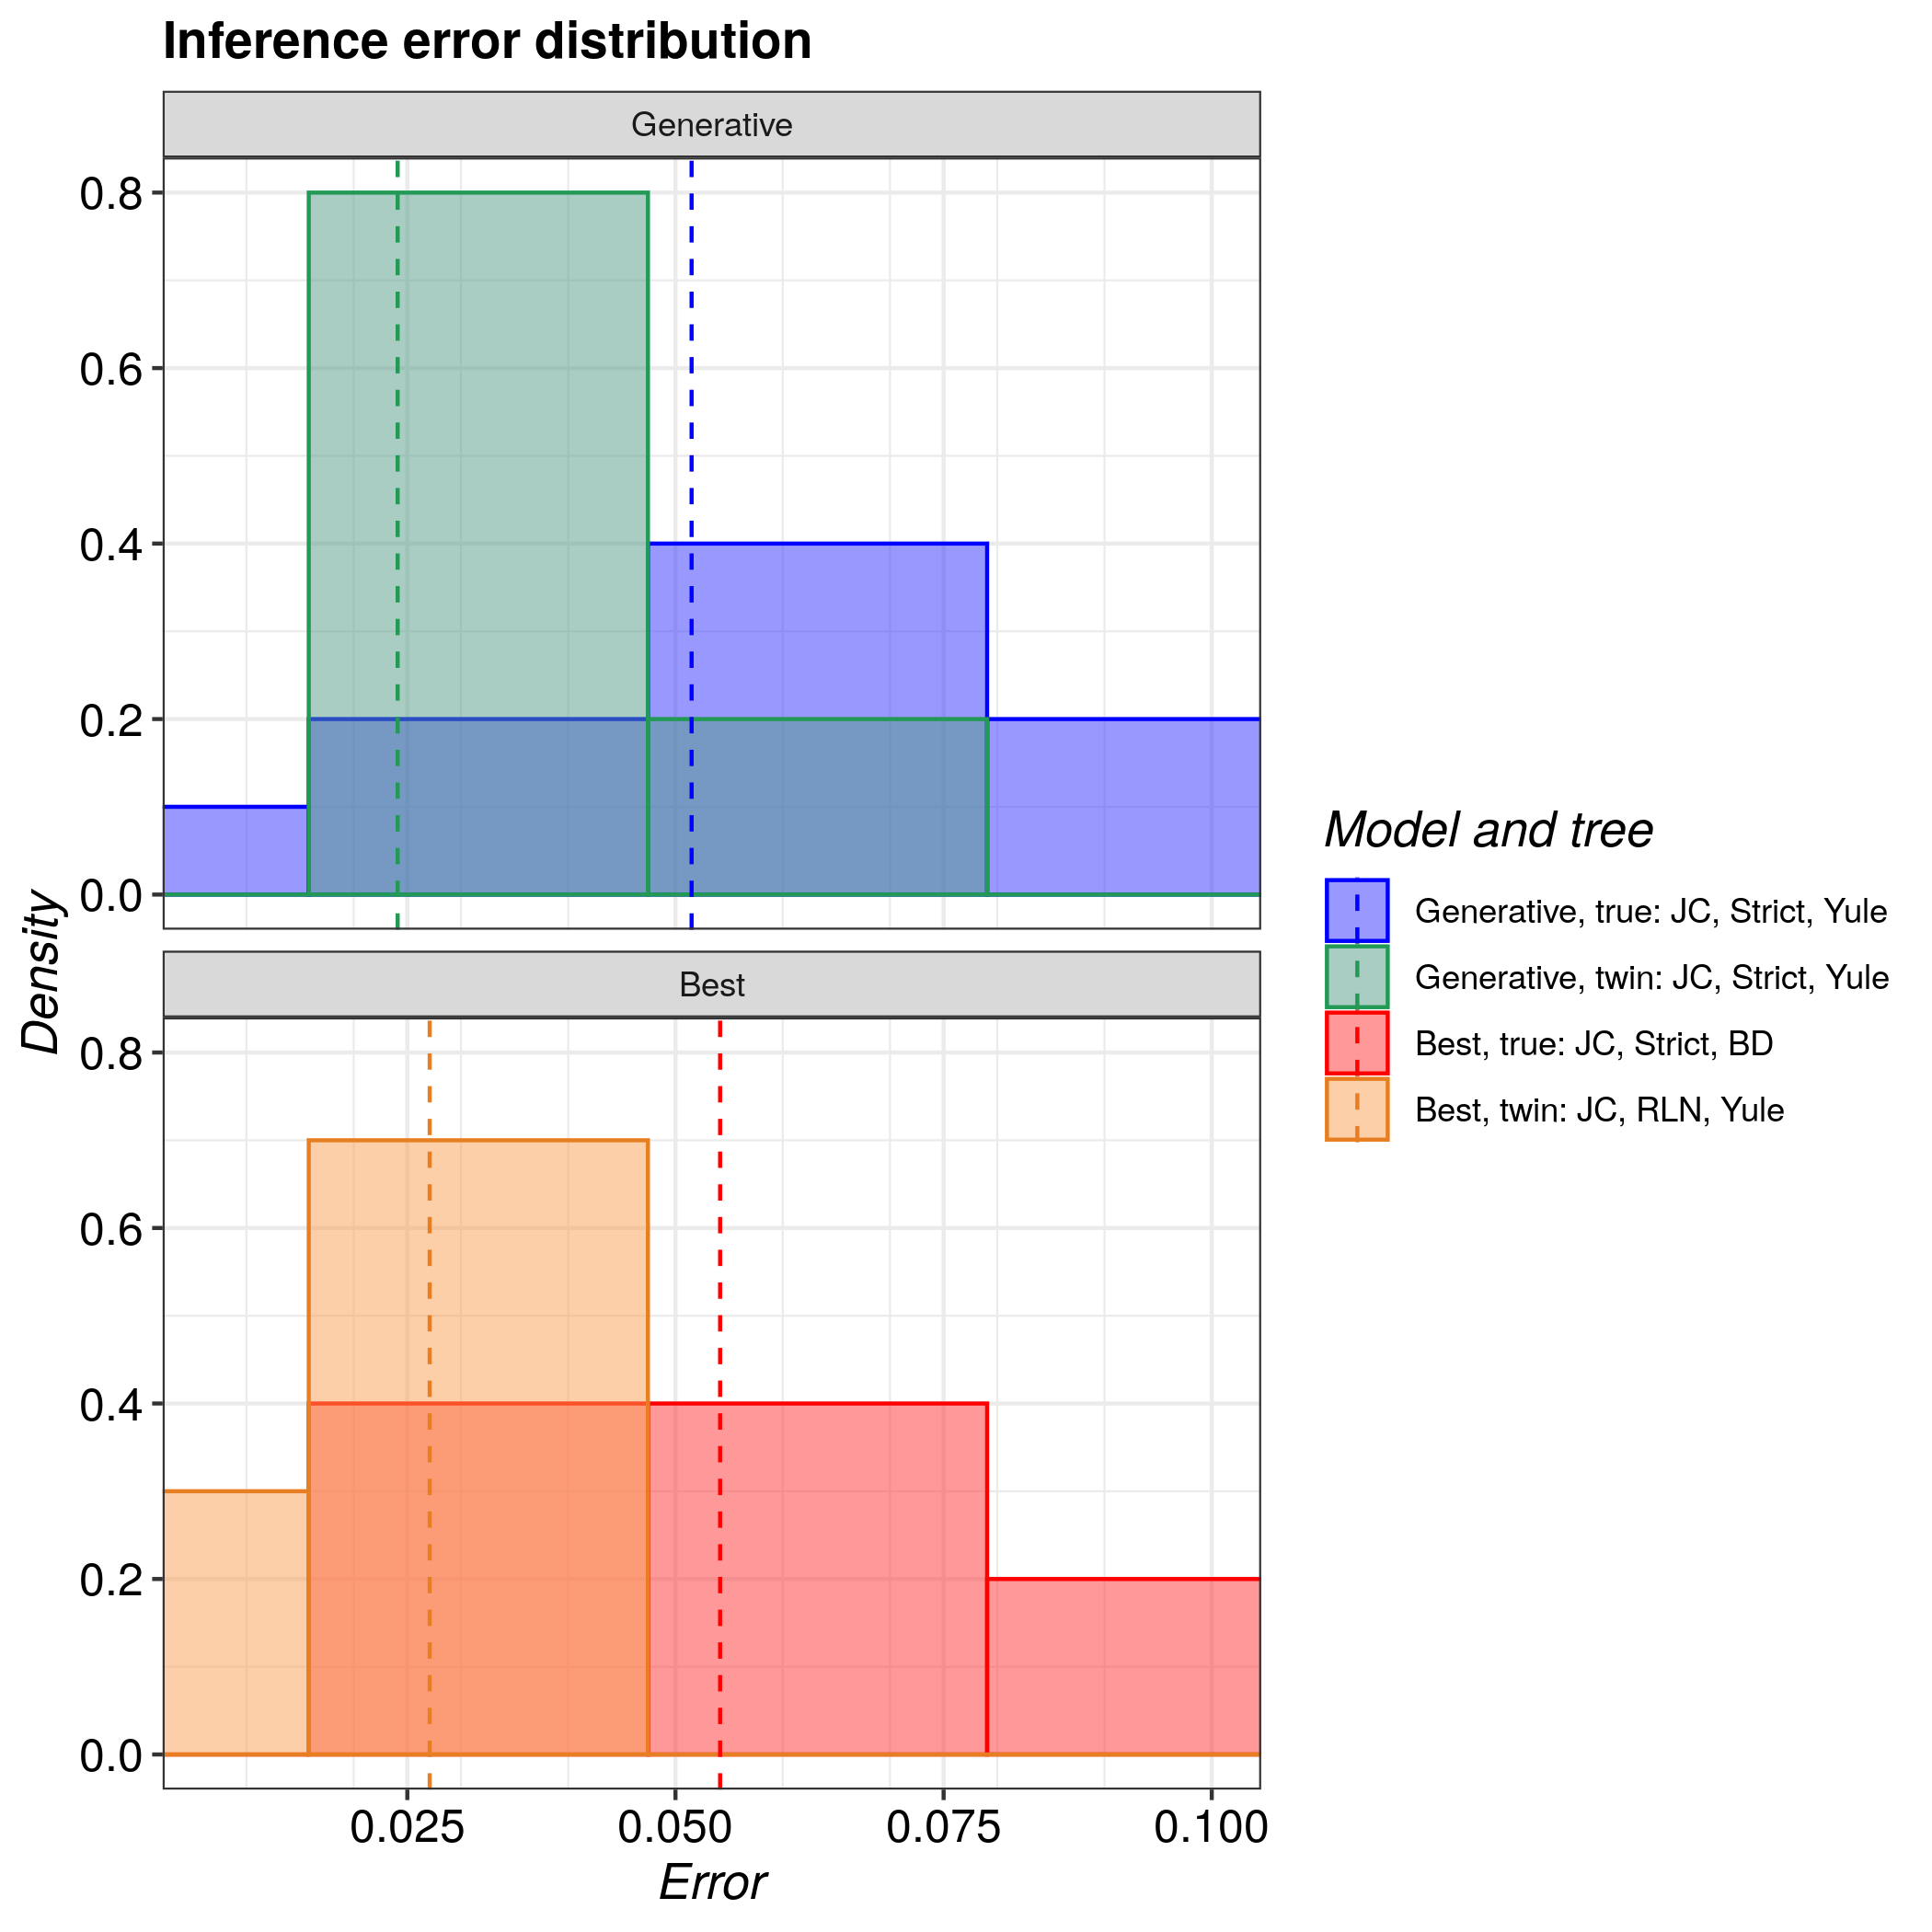 Inference error distribution
Generative
0.8
0.6
0.4
0.2
0.0
Density
Best
0.8
0.6
0.4
0.2
0.0
0.025 0.050 0.075 0.100
Error
Model and tree
Generative, true: JC, Strict, Yule
Generative, twin: JC, Strict, Yule
Best, true: JC, Strict, BD
Best, twin: JC, RLN, Yule